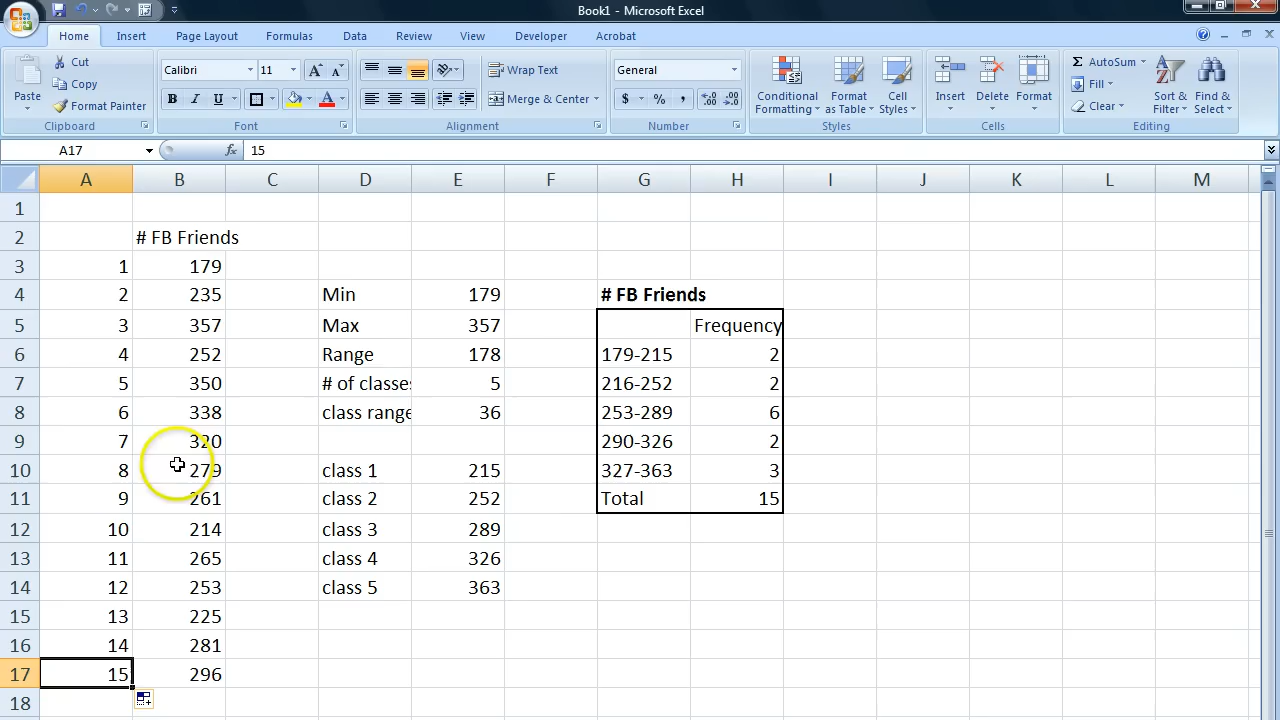 Book1 - Microsoft Excel
Home Insert Page Layout Formulas Data Review View Developer Acrobat
Paste
Cut
Copy
Format Painter
Clipboard
Calibri 11
B I U
Font
Wrap Text
Merge & Center
Alignment
General
$ % ,
Number
Conditional Formatting
Format as Table
Cell Styles
Styles
Insert
Delete
Format
Cells
AutoSum
Fill
Clear
Sort & Filter
Find & Select
Editing
A17 fx 15
A B C D E F G H I J K L M
1
2 # FB Friends
3 1 179
4 2 235 Min 179 # FB Friends
5 3 357 Max 357 Frequency
6 4 252 Range 178 179-215 2
7 5 350 # of classes 5 216-252 2
8 6 338 class range 36 253-289 6
9 7 320 290-326 2
10 8 279 class 1 215 327-363 3
11 9 261 class 2 252 Total 15
12 10 214 class 3 289
13 11 265 class 4 326
14 12 253 class 5 363
15 13 225
16 14 281
17 15 296
18